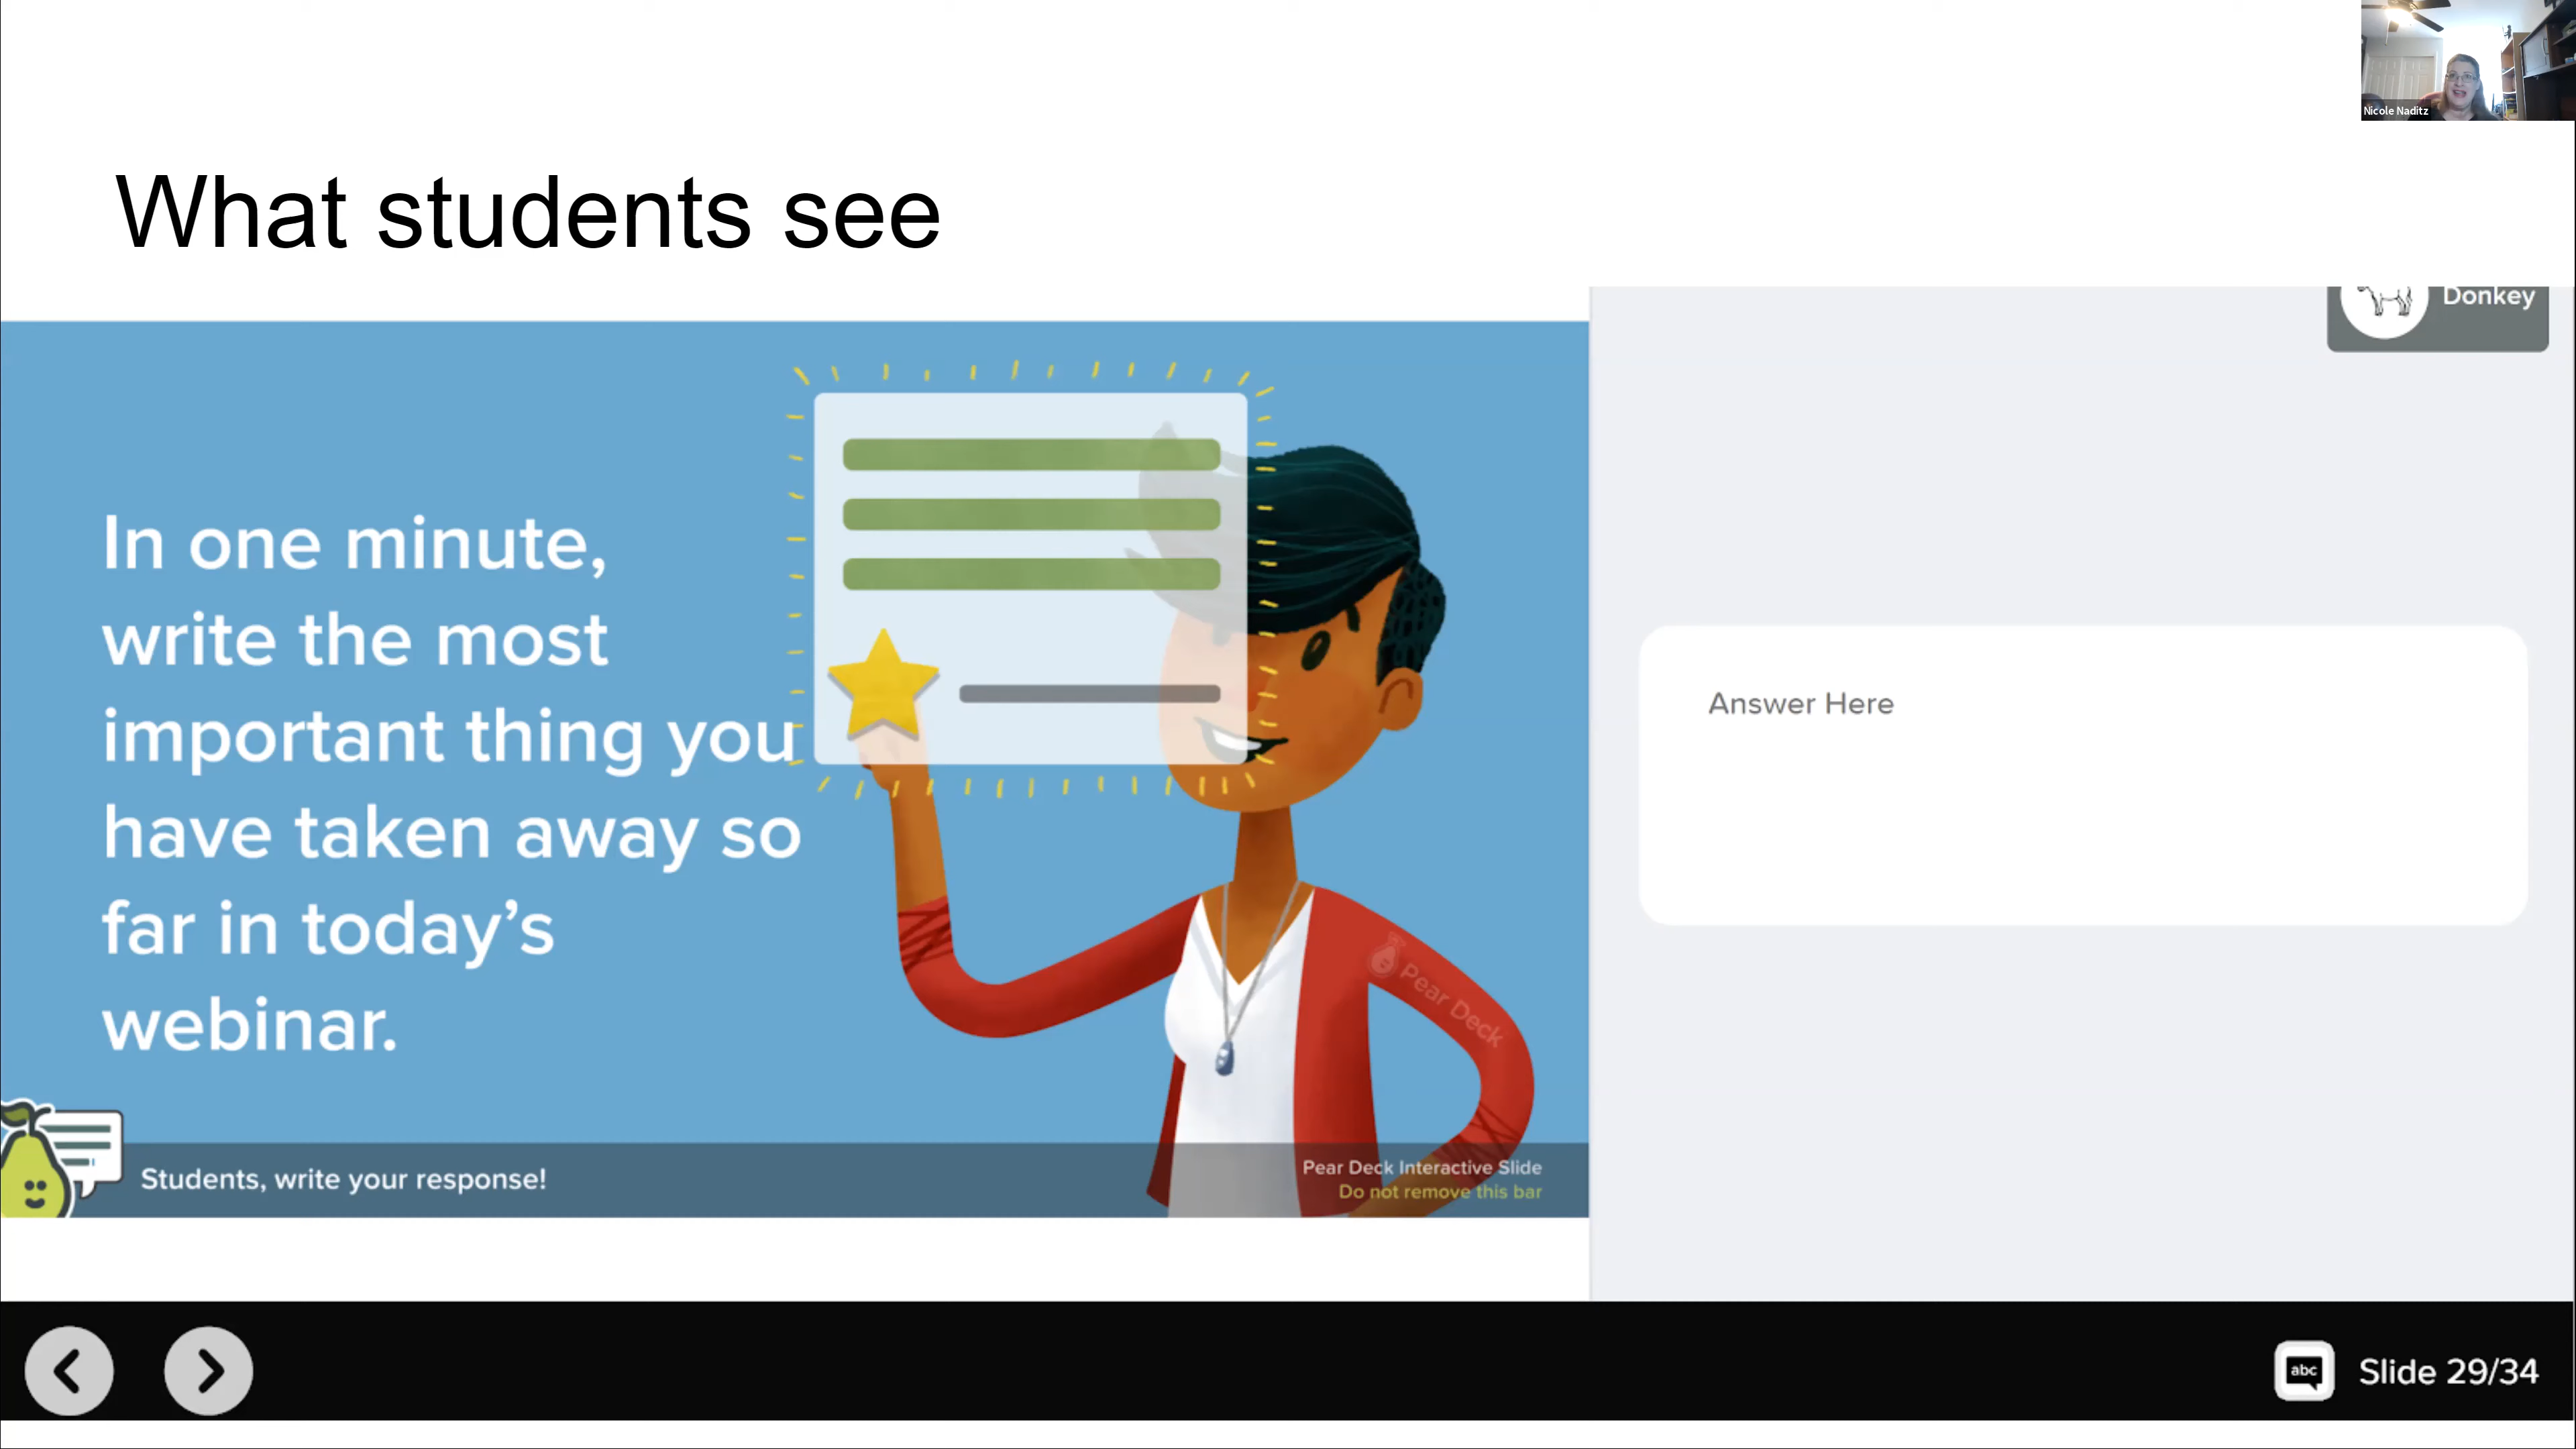 Nicole Naditz
What students see
Donkey
In one minute,
write the most
important thing you
have taken away so
far in today's
webinar.
Answer Here
Pear Deck
Students, write your response!
Pear Deck Interactive Slide
Do not remove this bar
abc
Slide 29/34